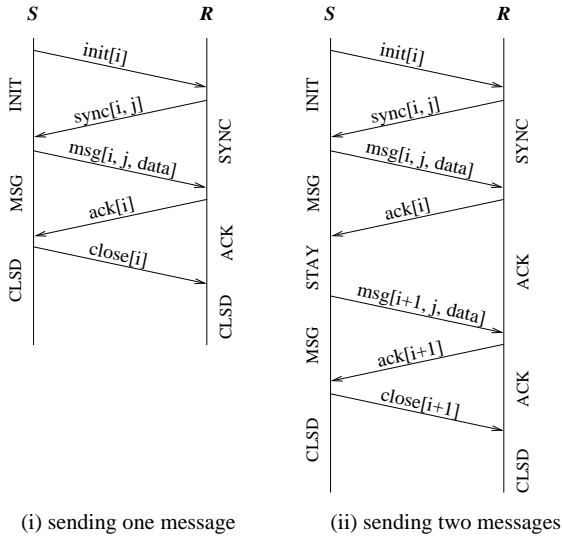 S
R
init[i]
INIT
sync[i, j]
SYNC
msg[i, j, data]
MSG
ack[i]
ACK
close[i]
CLSD
CLSD
(i) sending one message
S
R
init[i]
INIT
sync[i, j]
SYNC
msg[i, j, data]
MSG
ack[i]
STAY
ACK
msg[i+1, j, data]
MSG
ack[i+1]
ACK
close[i+1]
CLSD
CLSD
(ii) sending two messages